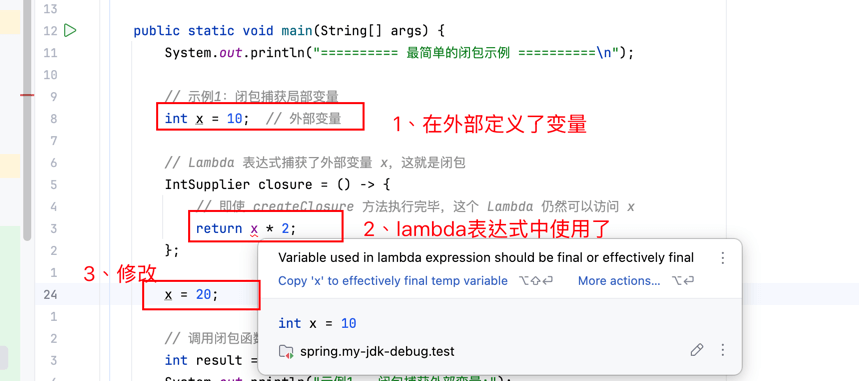 13
12 public static void main(String[] args) {
11 System.out.println("========== 最简单的闭包示例 ==========\n");
10
9 // 示例1：闭包捕获局部变量
8 int x = 10; // 外部变量
1、在外部定义了变量
7
6 // Lambda 表达式捕获了外部变量 x，这就是闭包
5 IntSupplier closure = () -> {
4 // 即使 createClosure 方法执行完毕，这个 Lambda 仍然可以访问 x
3 return x * 2;
2、lambda表达式中使用了
2 };
Variable used in lambda expression should be final or effectively final
1
3、修改
Copy 'x' to effectively final temp variable ⌥⇧⏎ More actions... ⌥⏎
24 x = 20;
1
int x = 10
2 // 调用闭包函
3 int result =
spring.my-jdk-debug.test